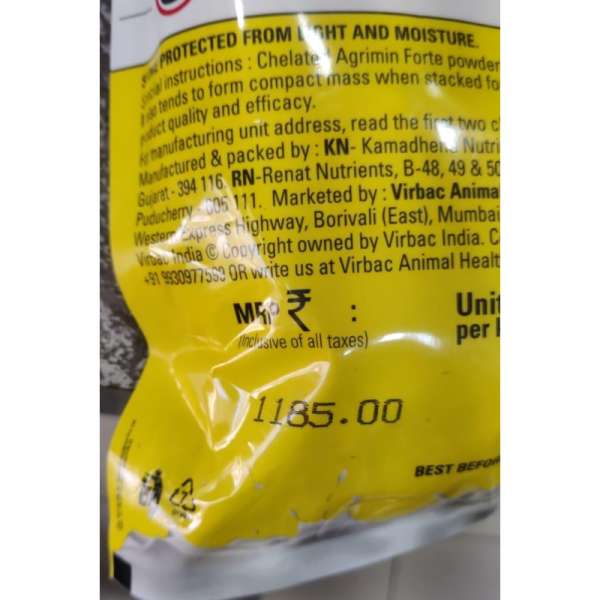 PROTECTED FROM LIGHT AND MOISTURE.
instructions : Chelated Agrimin Forte powder
It also tends to form compact mass when stacked fo
product quality and efficacy.
For manufacturing unit address, read the first two c
Manufactured & packed by : KN- Kamadhenu Nutri
Gujarat - 394 116, RN-Renat Nutrients, B-48, 49 & 50
Puducherry - 605 111. Marketed by : Virbac Anima
Western Express Highway, Borivali (East), Mumbai
Virbac India © Copyright owned by Virbac India. C
OR write us at Virbac Animal Healt
MRP ₹ :
(Inclusive of all taxes)
Unit
per
1185.00
BEST BEFOR